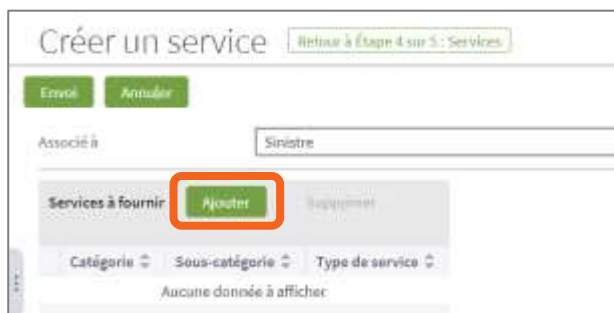 Créer un service Retour à Étape 4 sur 5 : Services
Envoi Annuler
Associé à Sinistre
Services à fournir Ajouter Supprimer
Catégorie Sous-catégorie Type de service
Aucune donnée à afficher